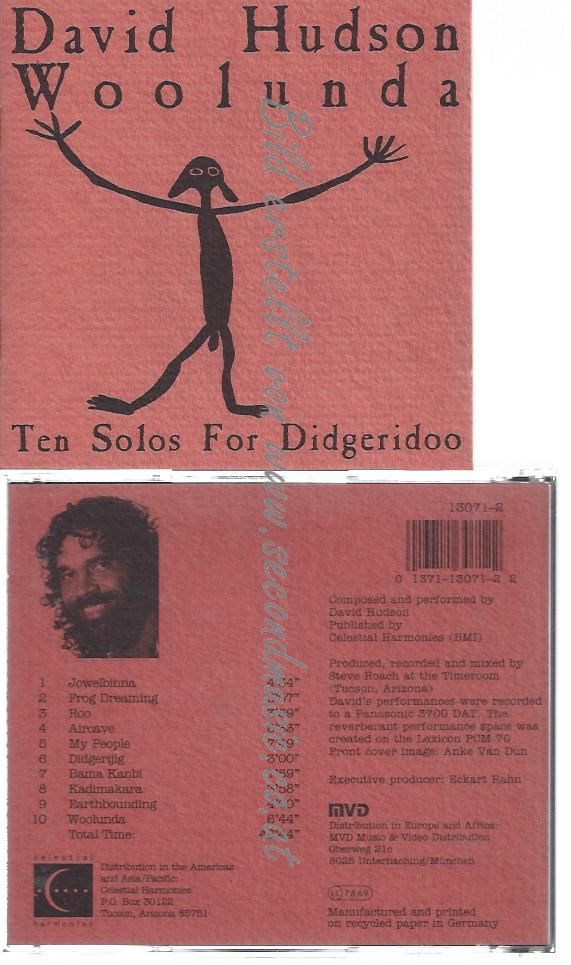 David Hudson
Woolunda
Ten Solos For Didgeridoo
Bild erstellt von www.secondmusic.co.at
13071-2
0 1371-13071-2 2
Composed and performed by
David Hudson
Published by
Celestial Harmonies (BMI)
Produced, recorded and mixed by
Steve Roach at the Timeroom
(Tucson, Arizona)
David's performances were recorded
to a Panasonic 3700 DAT. The
reverberant performance space was
created on the Lexicon PCM 70
Front cover image: Anke Van Dun
Executive producer: Eckart Rahn
1 Jowelbinna
2 Frog Dreaming
3 Roo
4 Aircave
5 My People
6 Didgerijig 3'00"
7 Bama Kanbi
8 Kadimakara
9 Earthbounding
10 Woolunda 6'44"
Total Time:
MVD
Distribution in Europe and Africa:
MVD Music & Video Distribution
Oberweg 21c
8025 Unterhaching/München
LC 7869
Manufactured and printed
on recycled paper in Germany
celestial
harmonies
Distribution in the Americas
and Asia/Pacific:
Celestial Harmonies
P.O. Box 30122
Tucson, Arizona 85751